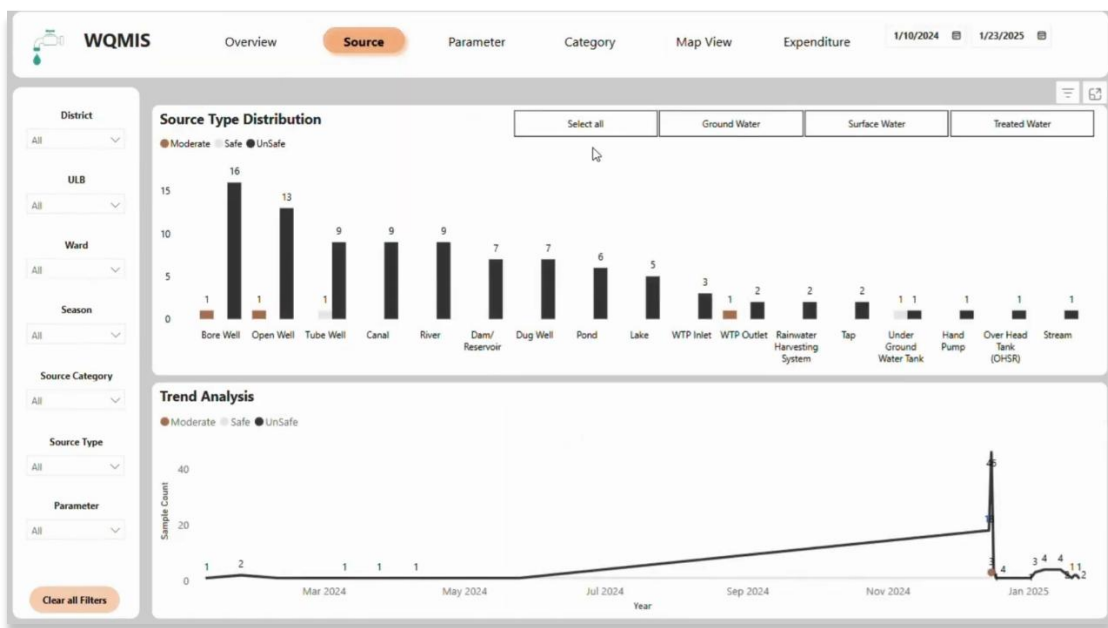 WQMIS
Overview
Source
Parameter
Category
Map View
Expenditure
1/10/2024
1/23/2025
District
All
ULB
All
Ward
All
Season
All
Source Category
All
Source Type
All
Parameter
All
Clear all Filters
Source Type Distribution
Select all
Ground Water
Surface Water
Treated Water
Moderate Safe UnSafe
15
10
5
0
1 16
1 13
1 9
9
9
7
7
6
5
3
1 2
2
2
1 1
1
1
1
Bore Well
Open Well
Tube Well
Canal
River
Dam/
Reservoir
Dug Well
Pond
Lake
WTP Inlet
WTP Outlet
Rainwater
Harvesting
System
Tap
Under
Ground
Water Tank
Hand
Pump
Over Head
Tank
(OHSR)
Stream
Trend Analysis
Moderate Safe UnSafe
Sample Count
40
20
0
1 2 1 1 1
3 4 3 4 4 1 1 2
Mar 2024
May 2024
Jul 2024
Sep 2024
Nov 2024
Jan 2025
Year